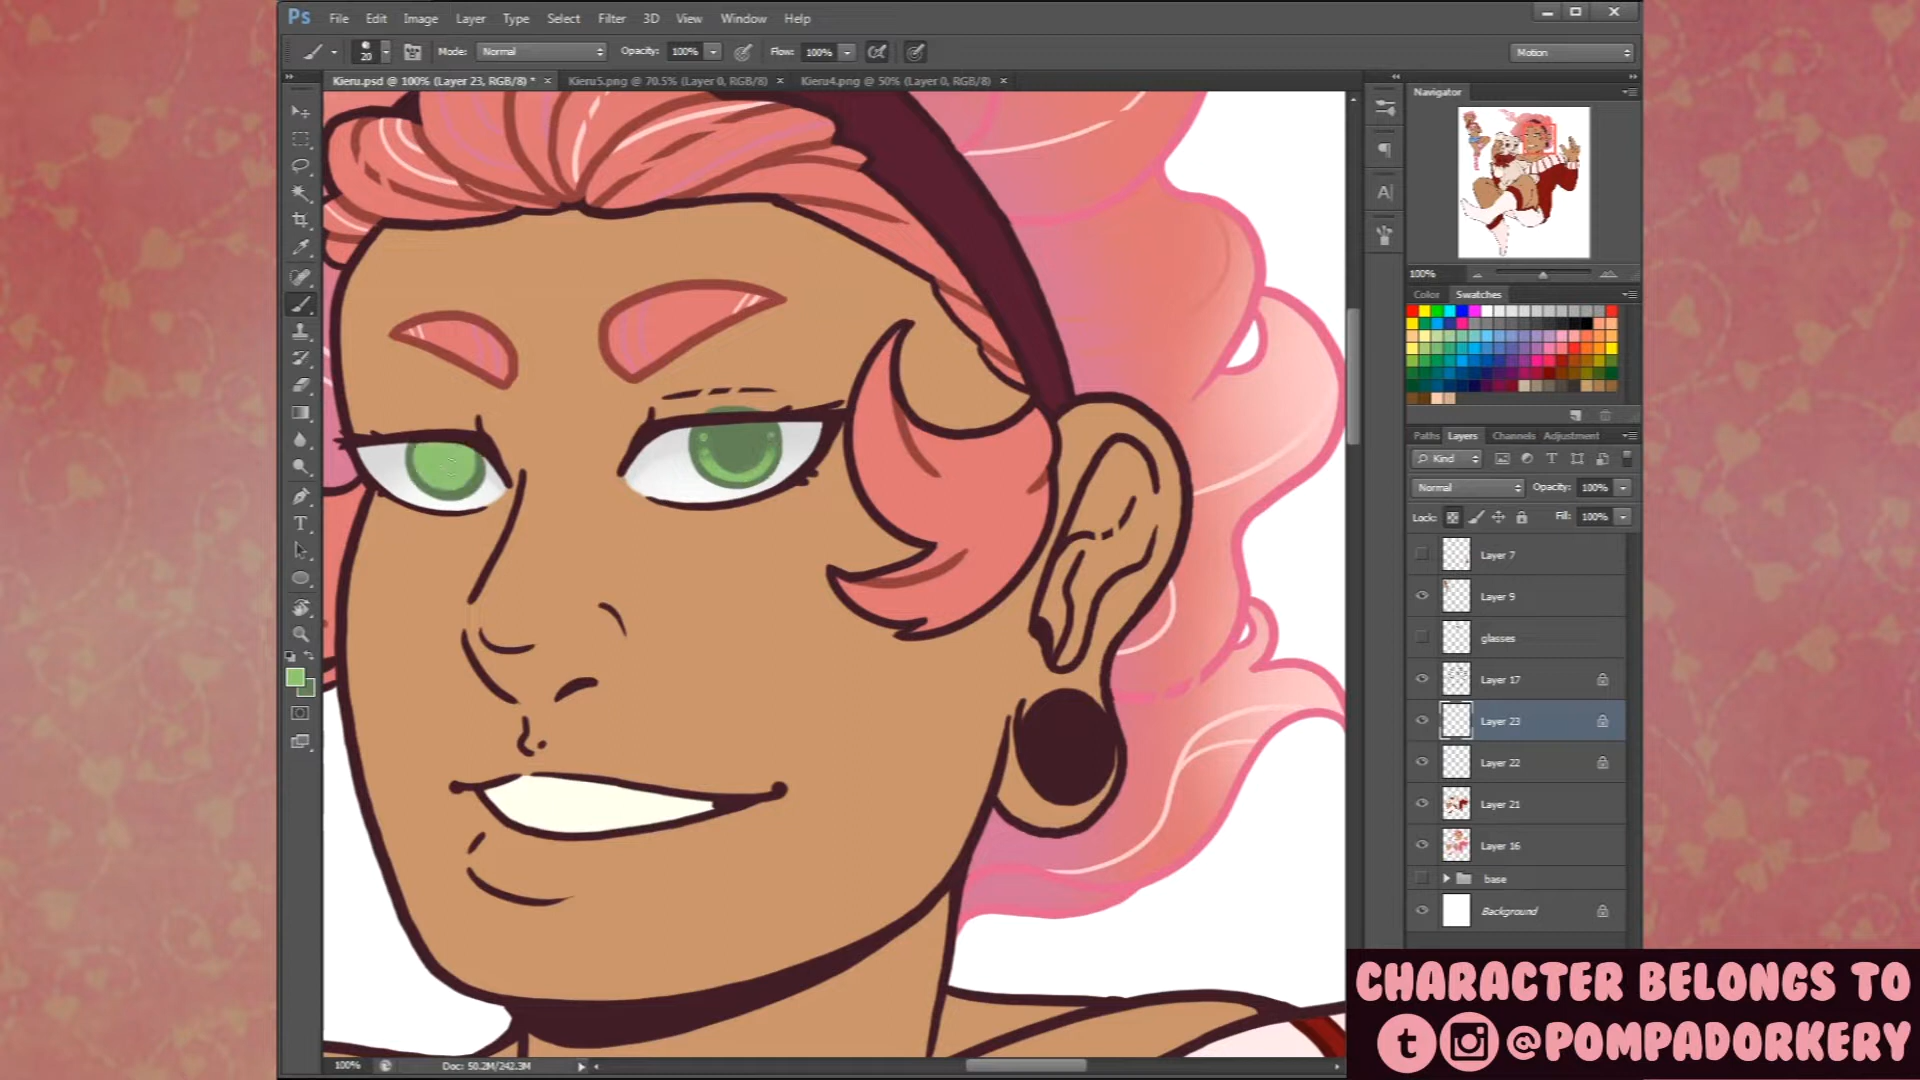 Ps File Edit Image Layer Type Select Filter 3D View Window Help
20 Mode: Normal Opacity: 100% Flow: 100% Motion
Kieru.psd @ 100% (Layer 23, RGB/8) * × Kieru5.png @ 70.5% (Layer 0, RGB/8) × Kieru4.png @ 50% (Layer 0, RGB/8) ×
Navigator
100%
Color Swatches
Paths Layers Channels Adjustment
Kind
Normal Opacity: 100%
Lock: Fill: 100%
Layer 7
Layer 9
glasses
Layer 17
Layer 23
Layer 22
Layer 21
Layer 16
base
Background
100% Doc: 50.2M/242.3M
CHARACTER BELONGS TO
t @POMPADORKERY